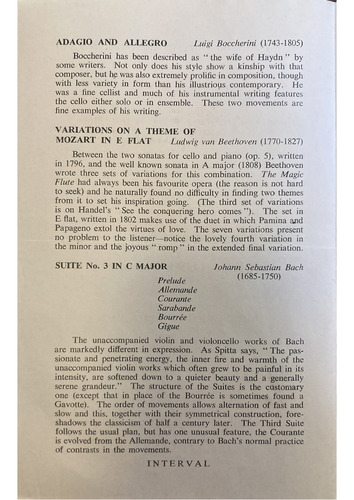 ADAGIO AND ALLEGRO Luigi Boccherini (1743-1805)
Boccherini has been described as " the wife of Haydn " by
some writers. Not only does his style show a kinship with that
composer, but he was also extremely prolific in composition, though
with less variety in form than his illustrious contemporary. He
was a fine cellist and much of his instrumental writing features
the cello either solo or in ensemble. These two movements are
fine examples of his writing.
VARIATIONS ON A THEME OF
MOZART IN E FLAT Ludwig van Beethoven (1770-1827)
Between the two sonatas for cello and piano (op. 5), written
in 1796, and the well known sonata in A major (1808) Beethoven
wrote three sets of variations for this combination. The Magic
Flute had always been his favourite opera (the reason is not hard
to seek) and he naturally found no difficulty in finding two themes
from it to set his inspiration going. (The third set of variations
is on Handel's " See the conquering hero comes "). The set in
E flat, written in 1802 makes use of the duet in which Pamina and
Papageno extol the virtues of love. The seven variations present
no problem to the listener—notice the lovely fourth variation in
the minor and the joyous " romp " in the extended final variation.
SUITE No. 3 IN C MAJOR Johann Sebastian Bach
(1685-1750)
Prelude
Allemande
Courante
Sarabande
Bourrée
Gigue
The unaccompanied violin and violoncello works of Bach
are markedly different in expression. As Spitta says, " The pas-
sionate and penetrating energy, the inner fire and warmth of the
unaccompanied violin works which often grew to be painful in its
intensity, are softened down to a quieter beauty and a generally
serene grandeur." The structure of the Suites is the customary
one (except that in place of the Bourrée is sometimes found a
Gavotte). The order of movements allows alternation of fast and
slow and this, together with their symmetrical construction, fore-
shadows the classicism of half a century later. The Third Suite
follows the usual plan, but has one unusual feature, the Courante
is evolved from the Allemande, contrary to Bach's normal practice
of contrasts in the movements.
INTERVAL